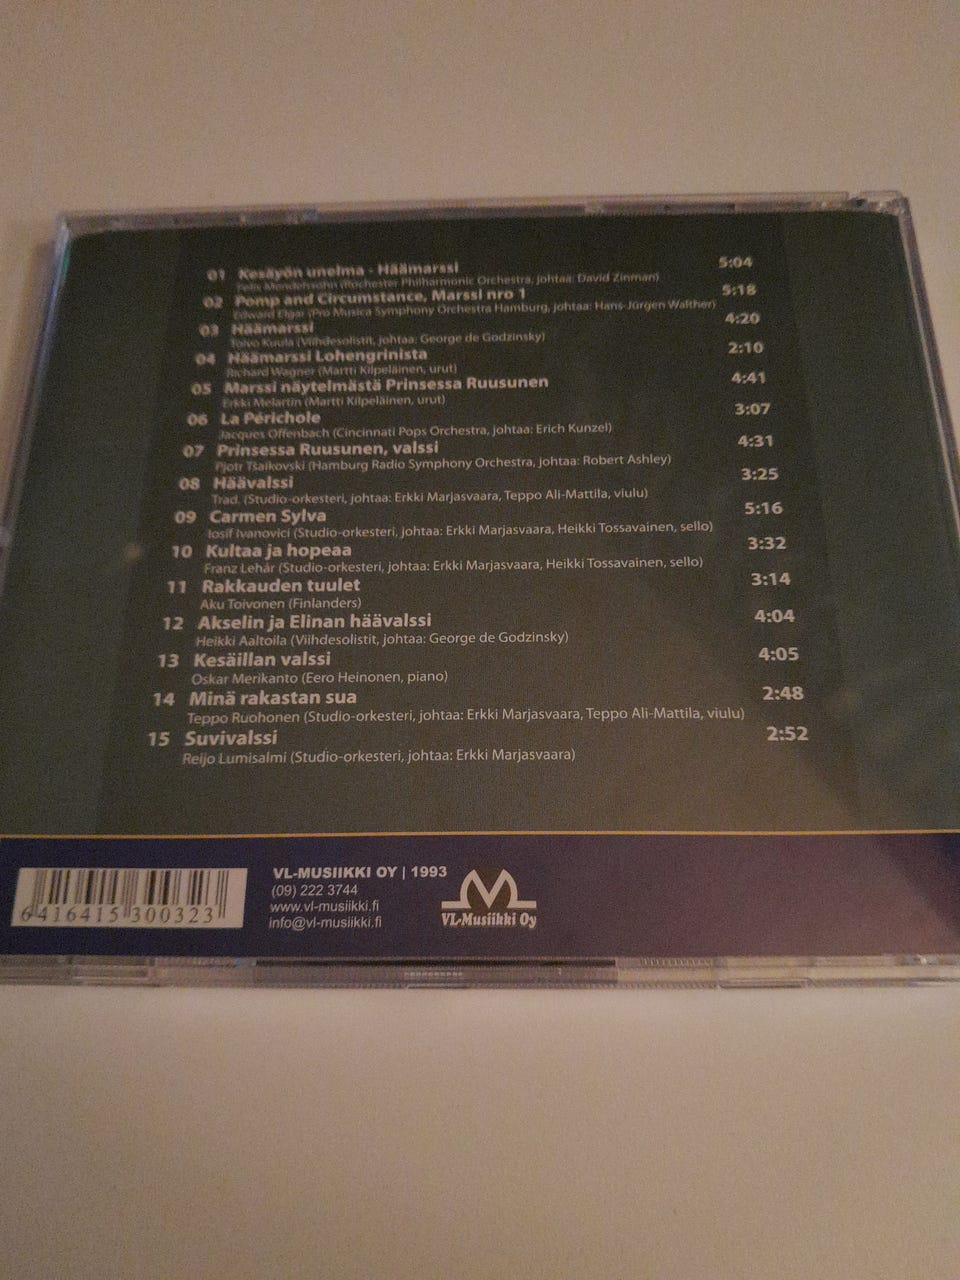 01 Kesäyön unelma - Häämarssi 5:04
Felix Mendelssohn (Rochester Philharmonic Orchestra, johtaa: David Zinman)
02 Pomp and Circumstance, Marssi nro 1 5:18
Edward Elgar (Pro Musica Symphony Orchestra Hamburg, johtaa: Hans-Jürgen Walther)
03 Häämarssi 4:20
Toivo Kuula (Viihdesolistit, johtaa: George de Godzinsky)
04 Häämarssi Lohengrinista 2:10
Richard Wagner (Martti Kilpeläinen, urut)
05 Marssi näytelmästä Prinsessa Ruusunen 4:41
Erkki Melartin (Martti Kilpeläinen, urut)
06 La Périchole 3:07
Jacques Offenbach (Cincinnati Pops Orchestra, johtaa: Erich Kunzel)
07 Prinsessa Ruusunen, valssi 4:31
Pjotr Tšaikovski (Hamburg Radio Symphony Orchestra, johtaa: Robert Ashley)
08 Häävalssi 3:25
Trad. (Studio-orkesteri, johtaa: Erkki Marjasvaara, Teppo Ali-Mattila, viulu)
09 Carmen Sylva 5:16
Iosif Ivanovici (Studio-orkesteri, johtaa: Erkki Marjasvaara, Heikki Tossavainen, sello)
10 Kultaa ja hopeaa 3:32
Franz Lehár (Studio-orkesteri, johtaa: Erkki Marjasvaara, Heikki Tossavainen, sello)
11 Rakkauden tuulet 3:14
Aku Toivonen (Finlanders)
12 Akselin ja Elinan häävalssi 4:04
Heikki Aaltoila (Viihdesolistit, johtaa: George de Godzinsky)
13 Kesäillan valssi 4:05
Oskar Merikanto (Eero Heinonen, piano)
14 Minä rakastan sua 2:48
Teppo Ruohonen (Studio-orkesteri, johtaa: Erkki Marjasvaara, Teppo Ali-Mattila, viulu)
15 Suvivalssi 2:52
Reijo Lumisalmi (Studio-orkesteri, johtaa: Erkki Marjasvaara)
VL-MUSIIKKI OY | 1993
(09) 222 3744
www.vl-musiikki.fi
info@vl-musiikki.fi
VL-Musiikki Oy
6 416415 300323